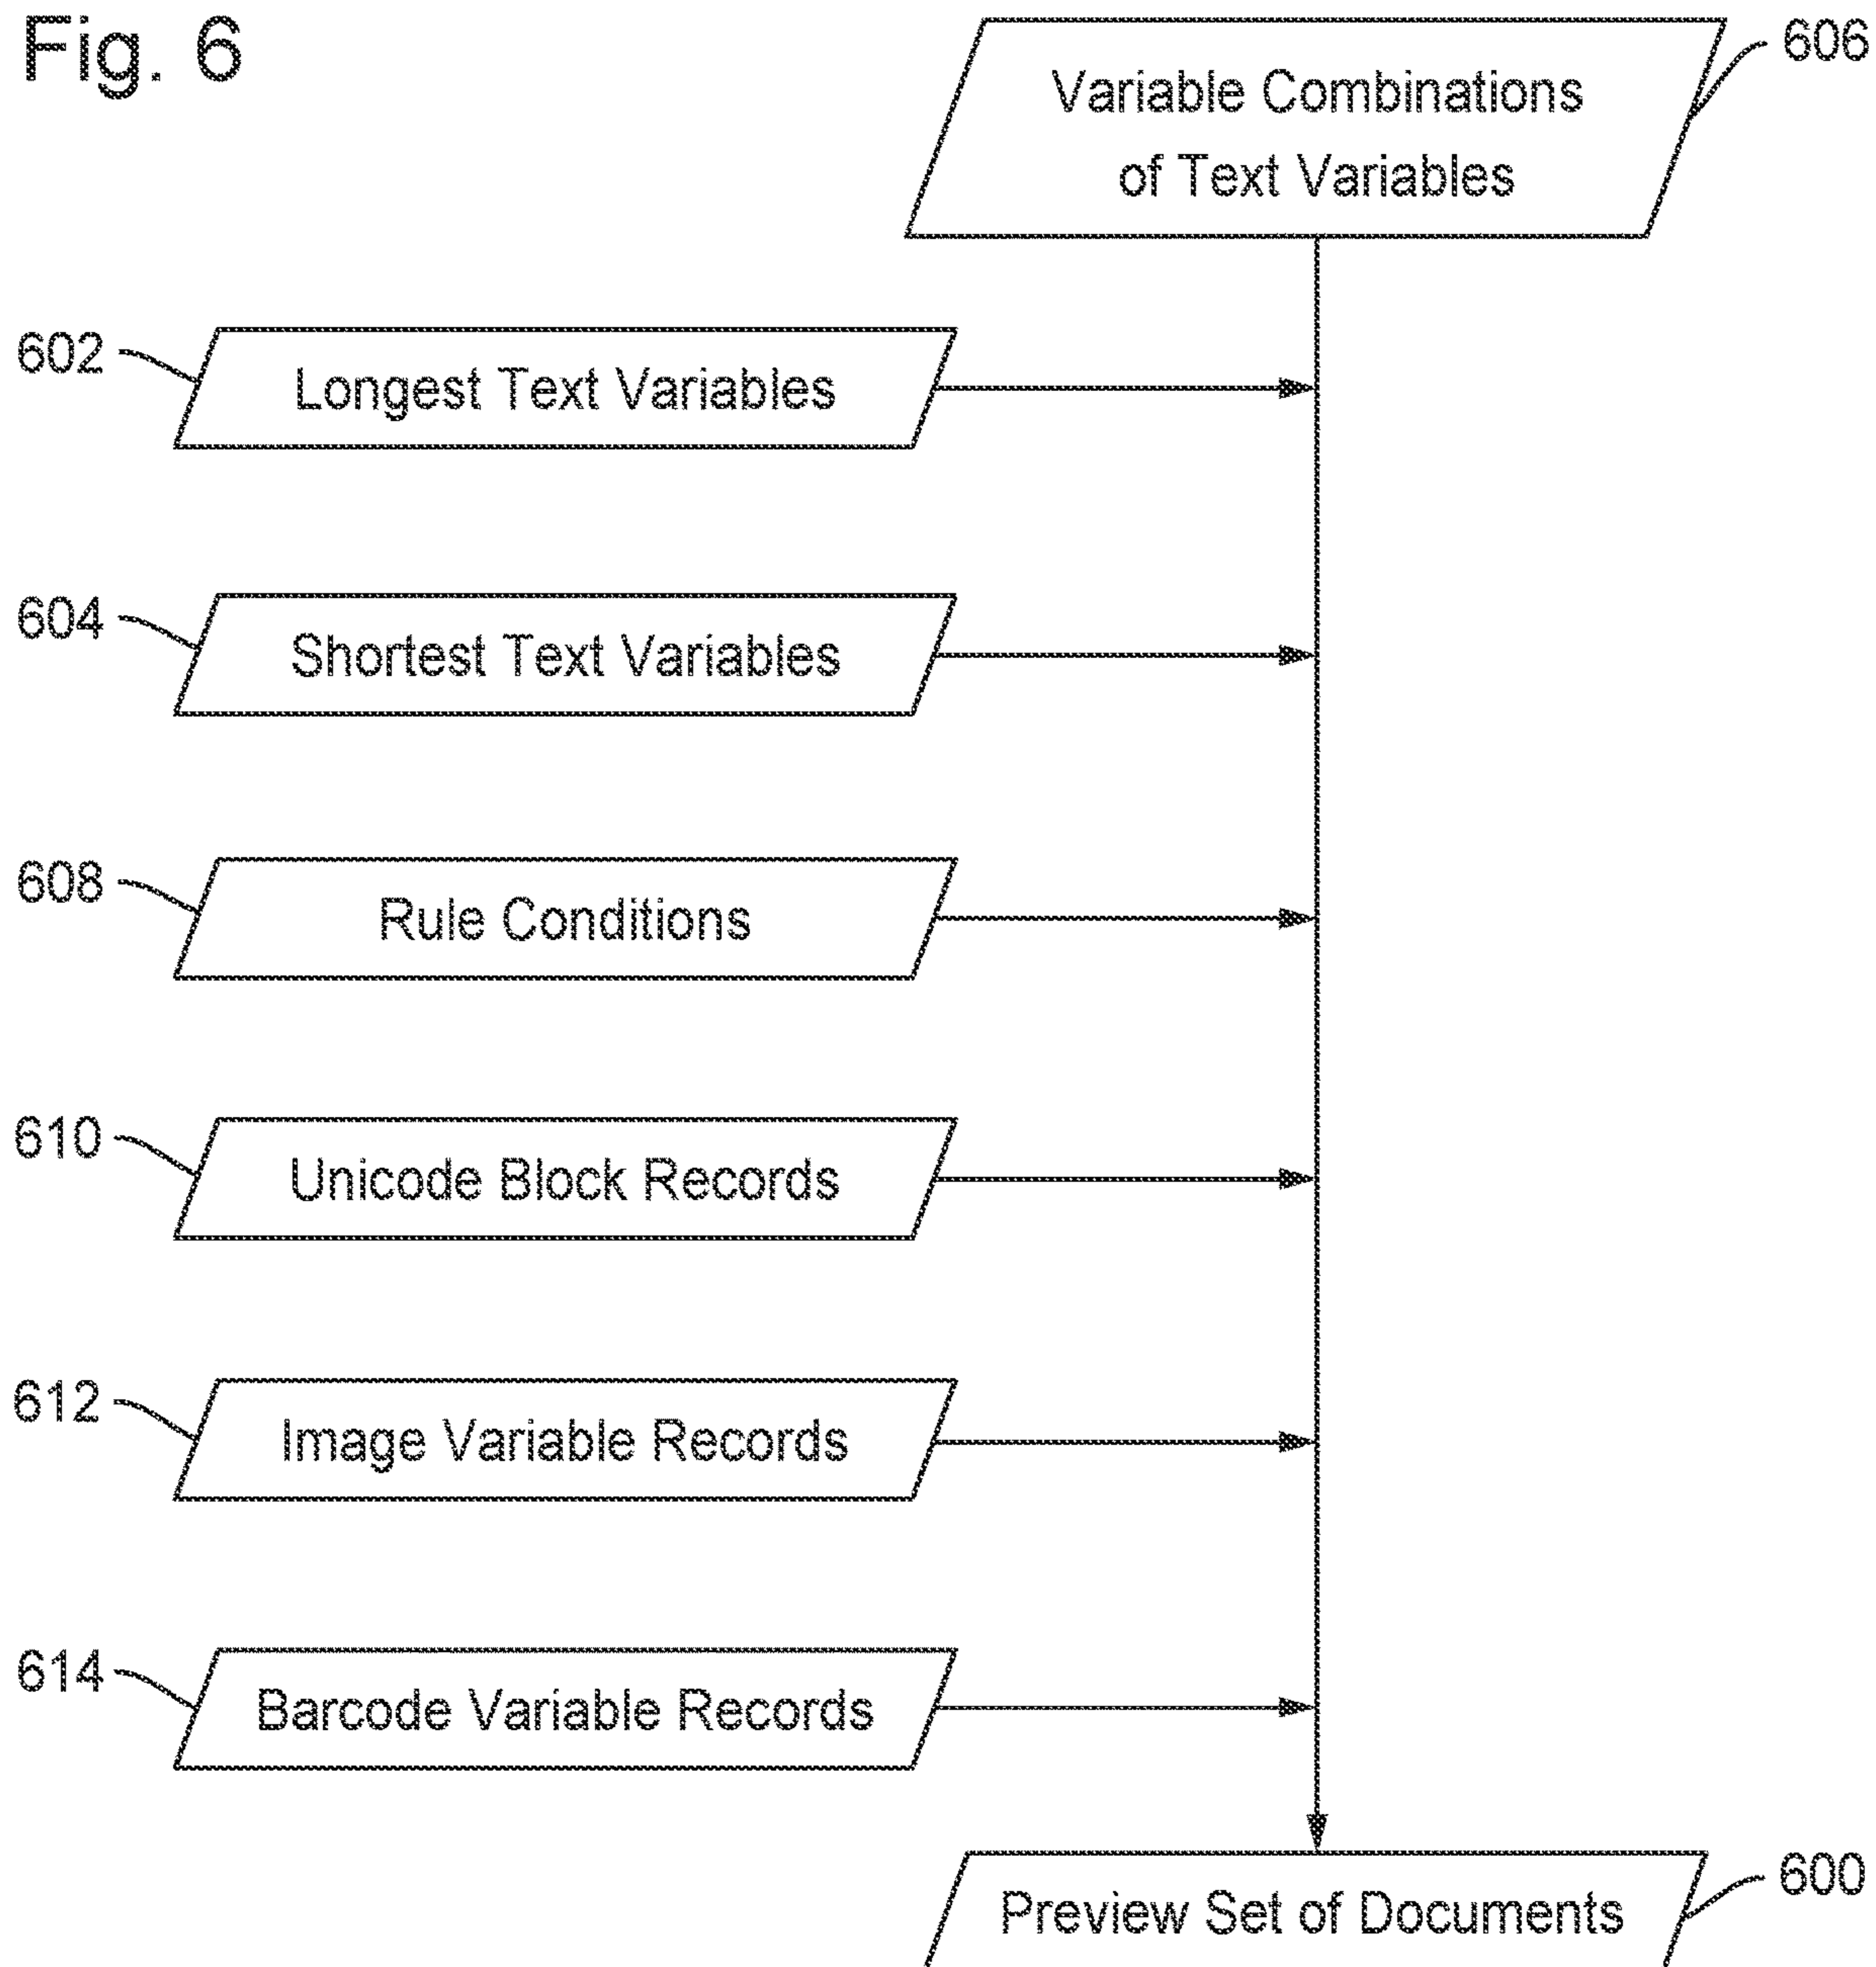 Fig. 6
606
Variable Combinations
of Text Variables
602
Longest Text Variables
604
Shortest Text Variables
608
Rule Conditions
610
Unicode Block Records
612
Image Variable Records
614
Barcode Variable Records
600
Preview Set of Documents